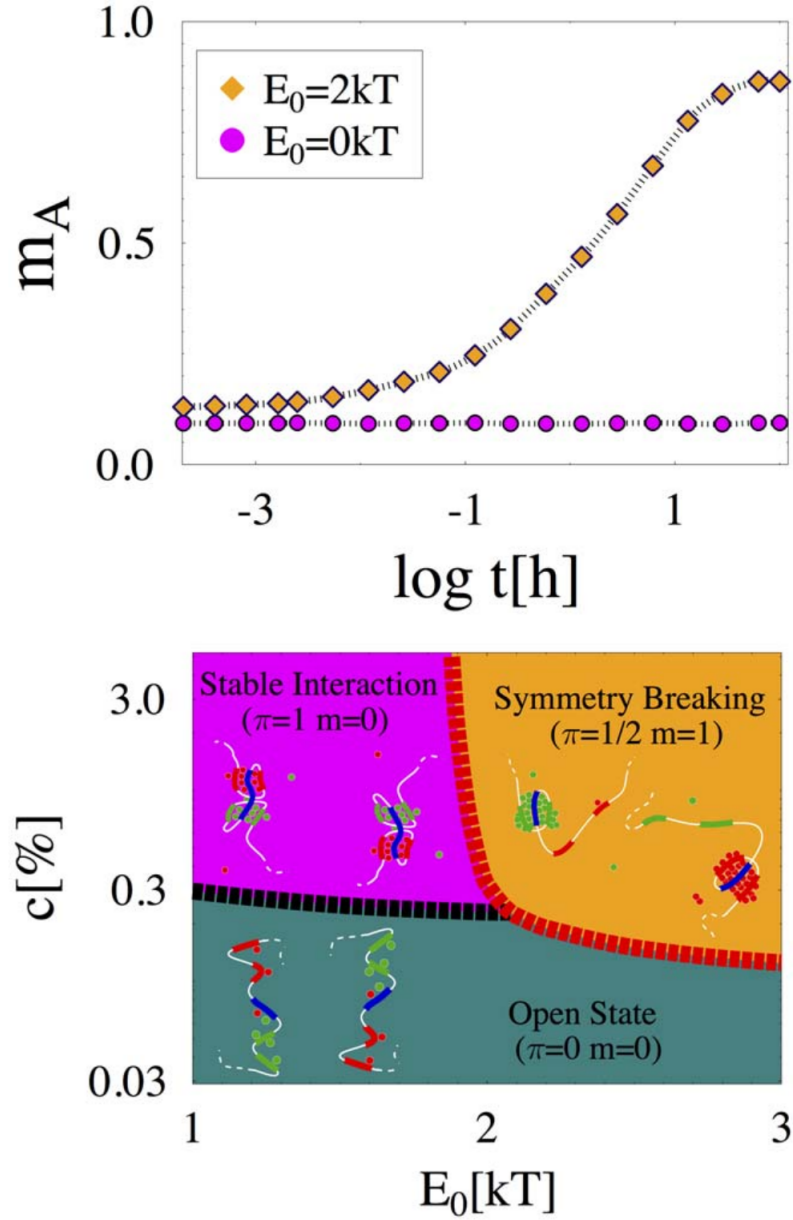 1.0
E₀=2kT
E₀=0kT
m_A
0.5
0.0
-3 -1 1
log t[h]
Stable Interaction
(π=1 m=0)
Symmetry Breaking
(π=1/2 m=1)
3.0
c[%]
0.3
Open State
(π=0 m=0)
0.03
1 2 3
E₀[kT]